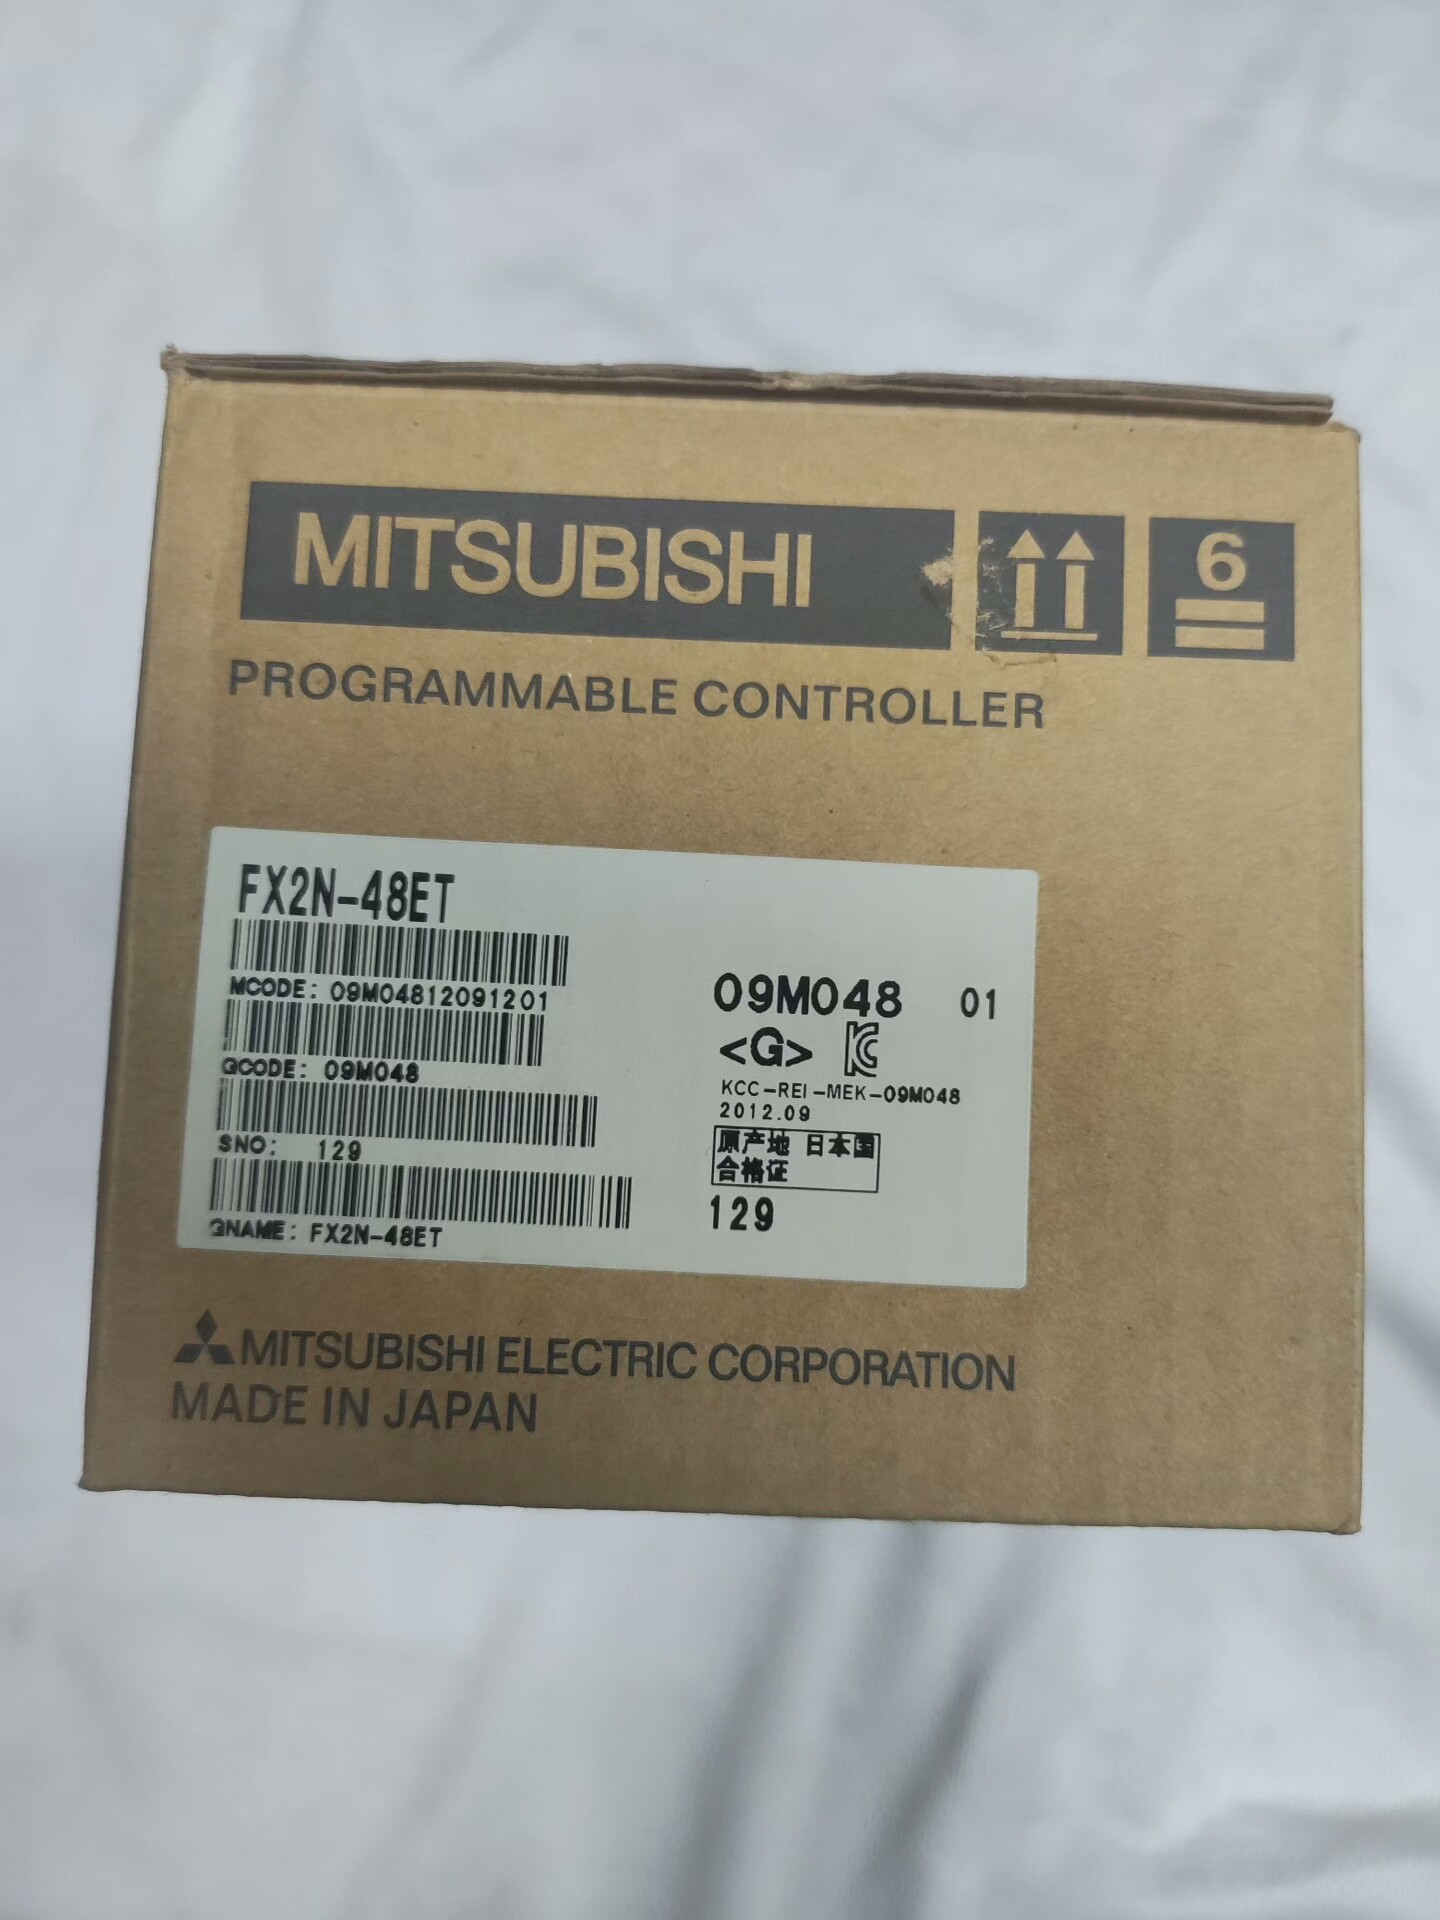 MITSUBISHI
6
PROGRAMMABLE CONTROLLER
FX2N-48ET
MCODE: 09M04812091201
GCODE: 09M048
SNO: 129
GNAME: FX2N-48ET
09M048 01
<G> KC
KCC-REI-MEK-09M048
2012.09
原产地 日本国
合格证
129
MITSUBISHI ELECTRIC CORPORATION
MADE IN JAPAN